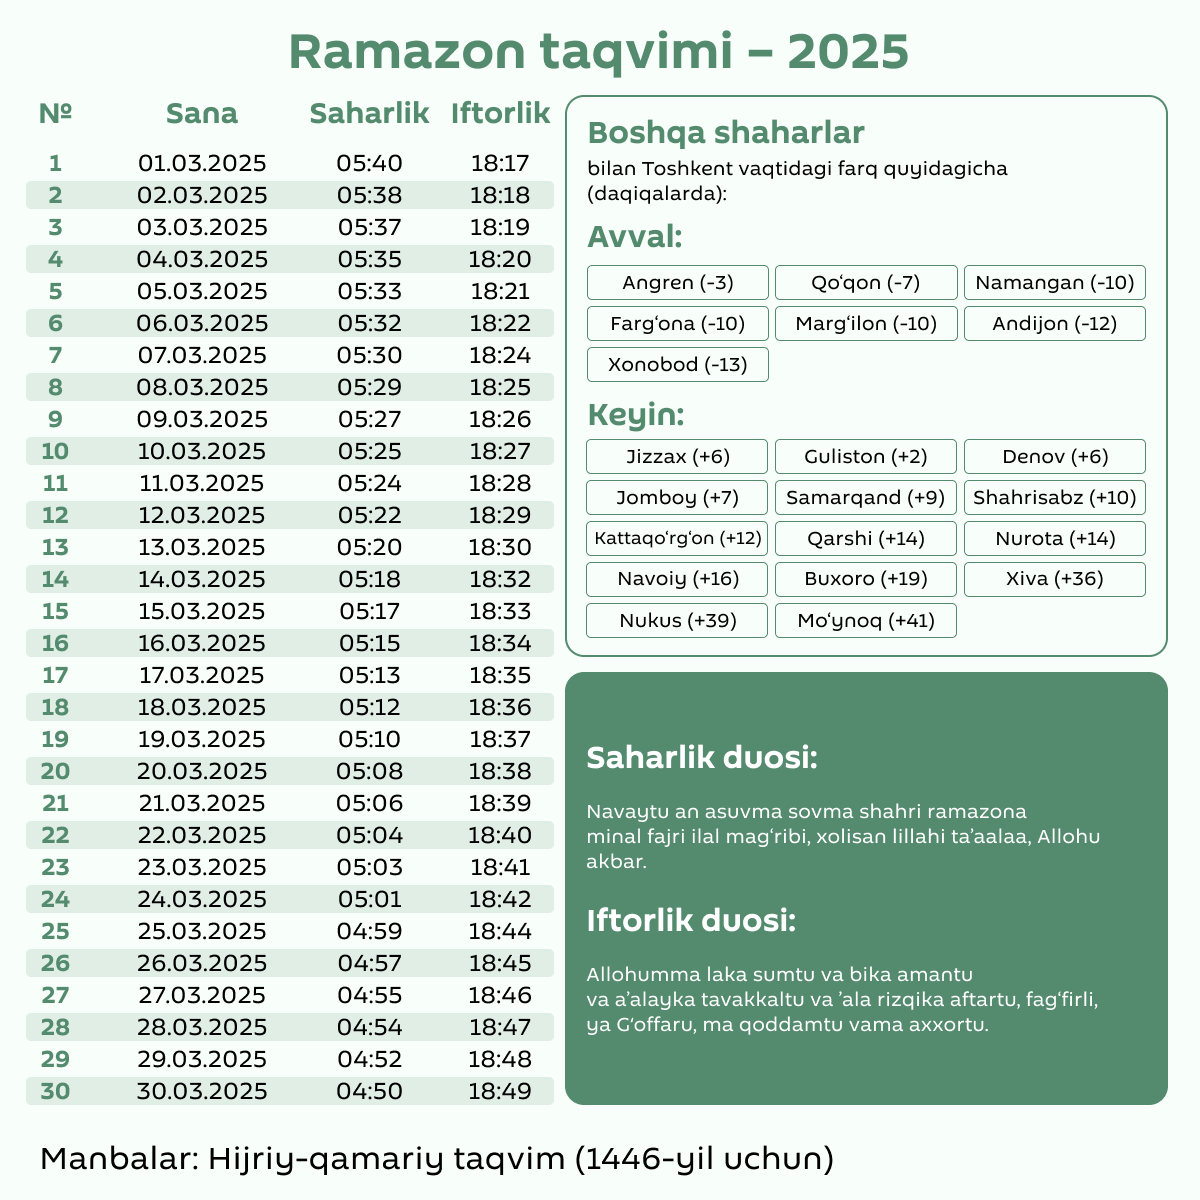 Ramazon taqvimi – 2025
№ Sana Saharlik Iftorlik
1 01.03.2025 05:40 18:17
2 02.03.2025 05:38 18:18
3 03.03.2025 05:37 18:19
4 04.03.2025 05:35 18:20
5 05.03.2025 05:33 18:21
6 06.03.2025 05:32 18:22
7 07.03.2025 05:30 18:24
8 08.03.2025 05:29 18:25
9 09.03.2025 05:27 18:26
10 10.03.2025 05:25 18:27
11 11.03.2025 05:24 18:28
12 12.03.2025 05:22 18:29
13 13.03.2025 05:20 18:30
14 14.03.2025 05:18 18:32
15 15.03.2025 05:17 18:33
16 16.03.2025 05:15 18:34
17 17.03.2025 05:13 18:35
18 18.03.2025 05:12 18:36
19 19.03.2025 05:10 18:37
20 20.03.2025 05:08 18:38
21 21.03.2025 05:06 18:39
22 22.03.2025 05:04 18:40
23 23.03.2025 05:03 18:41
24 24.03.2025 05:01 18:42
25 25.03.2025 04:59 18:44
26 26.03.2025 04:57 18:45
27 27.03.2025 04:55 18:46
28 28.03.2025 04:54 18:47
29 29.03.2025 04:52 18:48
30 30.03.2025 04:50 18:49
Boshqa shaharlar
bilan Toshkent vaqtidagi farq quyidagicha
(daqiqalarda):
Avval:
Angren (-3) Qo‘qon (-7) Namangan (-10)
Farg‘ona (-10) Marg‘ilon (-10) Andijon (-12)
Xonobod (-13)
Keyin:
Jizzax (+6) Guliston (+2) Denov (+6)
Jomboy (+7) Samarqand (+9) Shahrisabz (+10)
Kattaqo‘rg‘on (+12) Qarshi (+14) Nurota (+14)
Navoiy (+16) Buxoro (+19) Xiva (+36)
Nukus (+39) Mo‘ynoq (+41)
Saharlik duosi:
Navaytu an asuvma sovma shahri ramazona
minal fajri ilal mag‘ribi, xolisan lillahi ta’aalaa, Allohu
akbar.
Iftorlik duosi:
Allohumma laka sumtu va bika amantu
va a’alayka tavakkaltu va ’ala rizqika aftartu, fag‘firli,
ya G‘offaru, ma qoddamtu vama axxortu.
Manbalar: Hijriy-qamariy taqvim (1446-yil uchun)